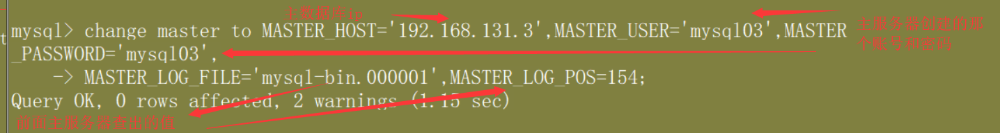 主数据库ip
t
mysql> change master to MASTER_HOST='192.168.131.3',MASTER_USER='mysql03',MASTER
_PASSWORD='mysql03',
主服务器创建的那
个账号和密码
-> MASTER_LOG_FILE='mysql-bin.000001',MASTER_LOG_POS=154;
Query OK, 0 rows affected, 2 warnings (1.15 sec)
前面主服务器查出的值